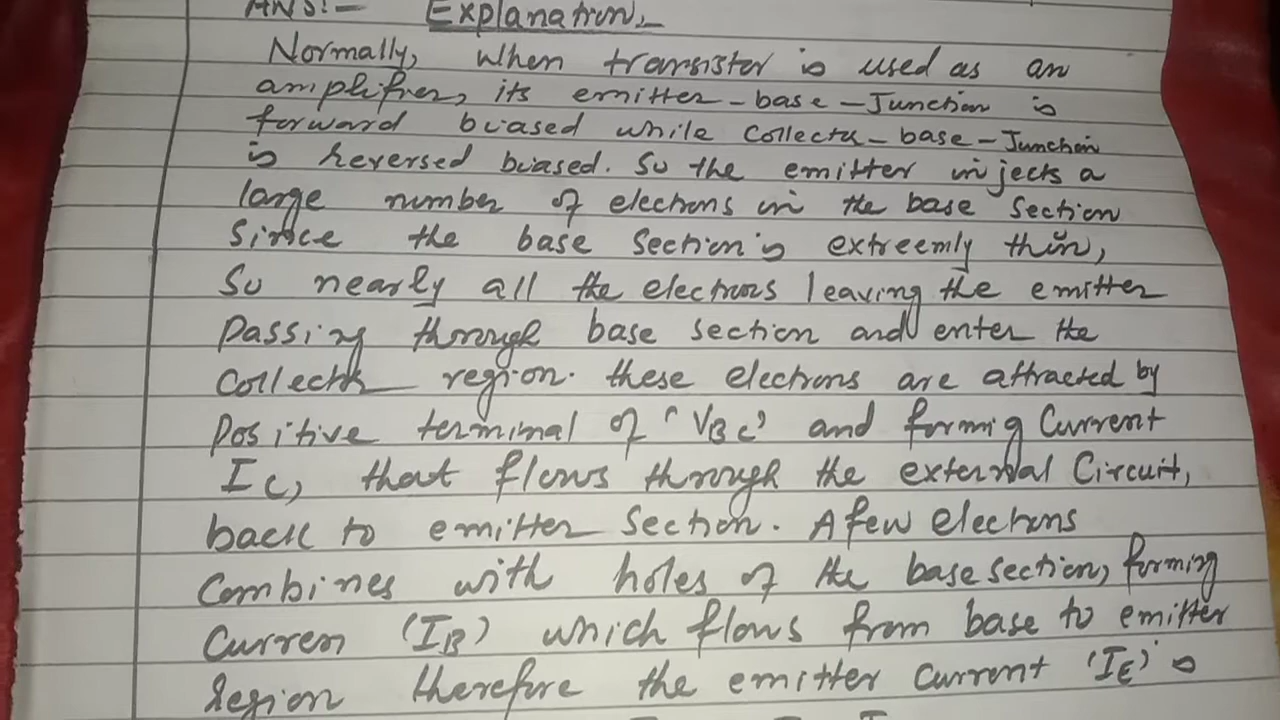 ANS:- Explanation:-
Normally, when transistor is used as an
amplifier, its emitter-base-Junction is
forward biased while Collector-base-Junction
is reversed biased. So the emitter injects a
large number of electrons in the base section
Since the base section is extreemly thin,
So nearly all the electrons leaving the emitter
passing through base section and enter the
Collector region. these electrons are attracted by
positive terminal of 'VBC' and forming Current
IC, that flows through the external Circuit,
back to emitter section. A few electrons
Combines with holes of the base section, forming
Curren (IB) which flows from base to emitter
region therefore the emitter current 'IE' is